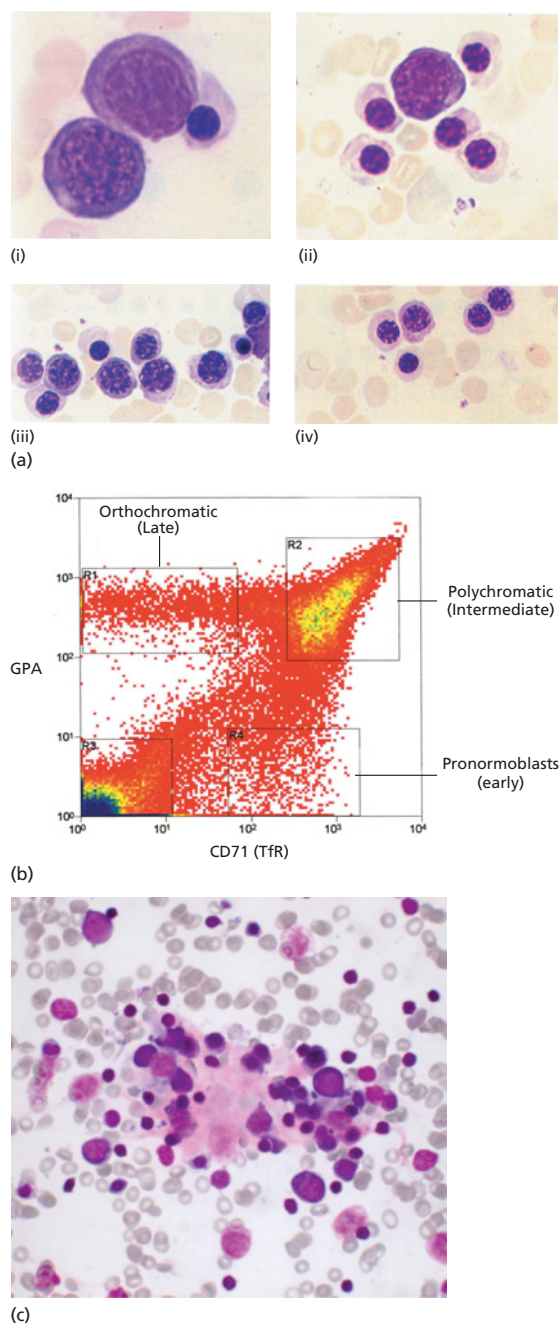 (i)
(ii)
(iii)
(iv)
(a)
10⁴
Orthochromatic
(Late)
R1
R2
10³
Polychromatic
(Intermediate)
GPA
10²
10¹
R3
R4
Pronormoblasts
(early)
10⁰
10⁰
10¹
10²
10³
10⁴
CD71 (TfR)
(b)
(c)